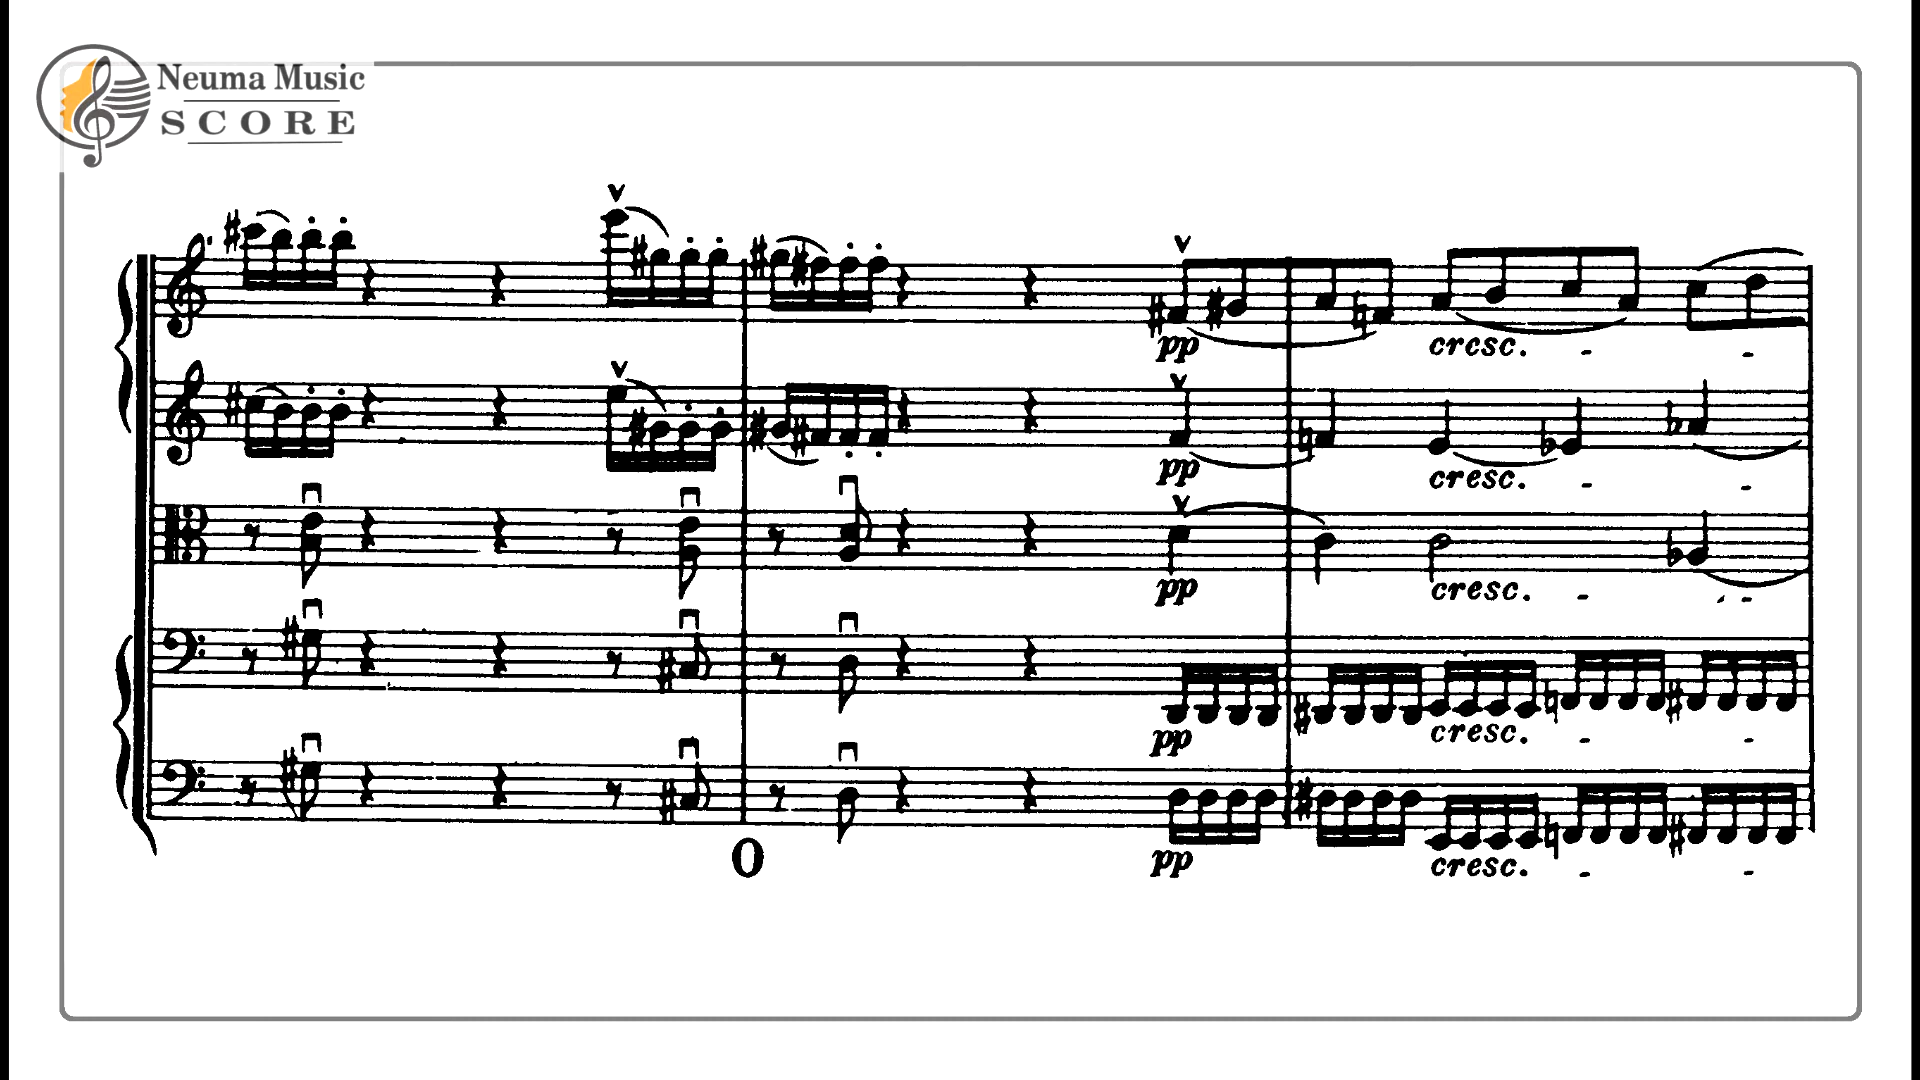 Neuma Music
SCORE
pp cresc. - -
pp cresc. - -
pp cresc. - -
pp cresc. - -
O
pp cresc. - -